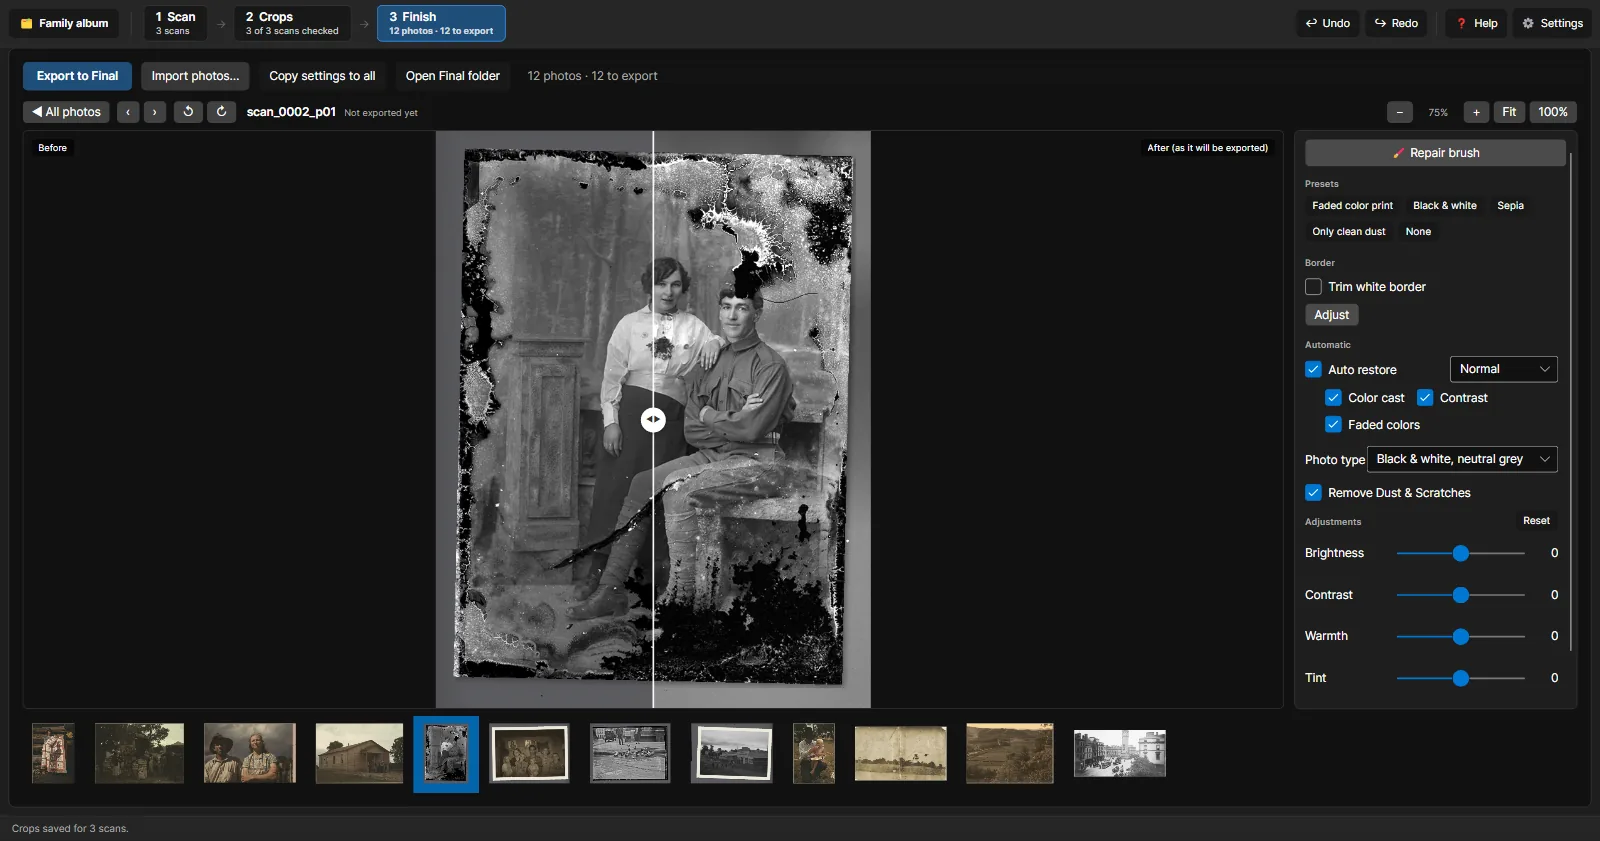 Family album
1 Scan
3 scans
→
2 Crops
3 of 3 scans checked
→
3 Finish
12 photos · 12 to export
Undo
Redo
? Help
Settings
Export to Final
Import photos...
Copy settings to all
Open Final folder
12 photos · 12 to export
◀ All photos
‹
›
scan_0002_p01
Not exported yet
−
75%
+
Fit
100%
Before
After (as it will be exported)
Repair brush
Presets
Faded color print
Black & white
Sepia
Only clean dust
None
Border
Trim white border
Adjust
Automatic
Auto restore
Normal
Color cast
Contrast
Faded colors
Photo type
Black & white, neutral grey
Remove Dust & Scratches
Adjustments
Reset
Brightness
0
Contrast
0
Warmth
0
Tint
0
Crops saved for 3 scans.